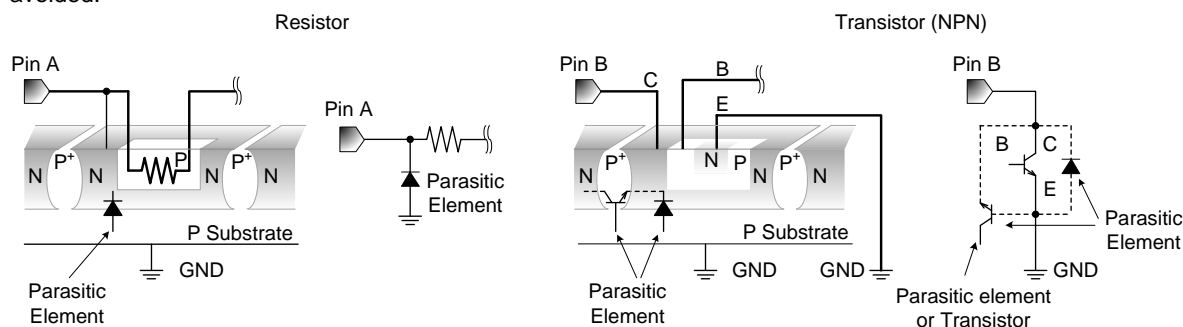 avoided.
Resistor
Transistor (NPN)
Pin A
Pin A
N
P+
N
P
P+
N
Parasitic
Element
P Substrate
GND
Parasitic
Element
Pin B
C
B
E
N
P+
N
N
P
P+
N
P Substrate
GND
GND
Parasitic
Element
Pin B
B
C
E
Parasitic
Element
GND
Parasitic element
or Transistor